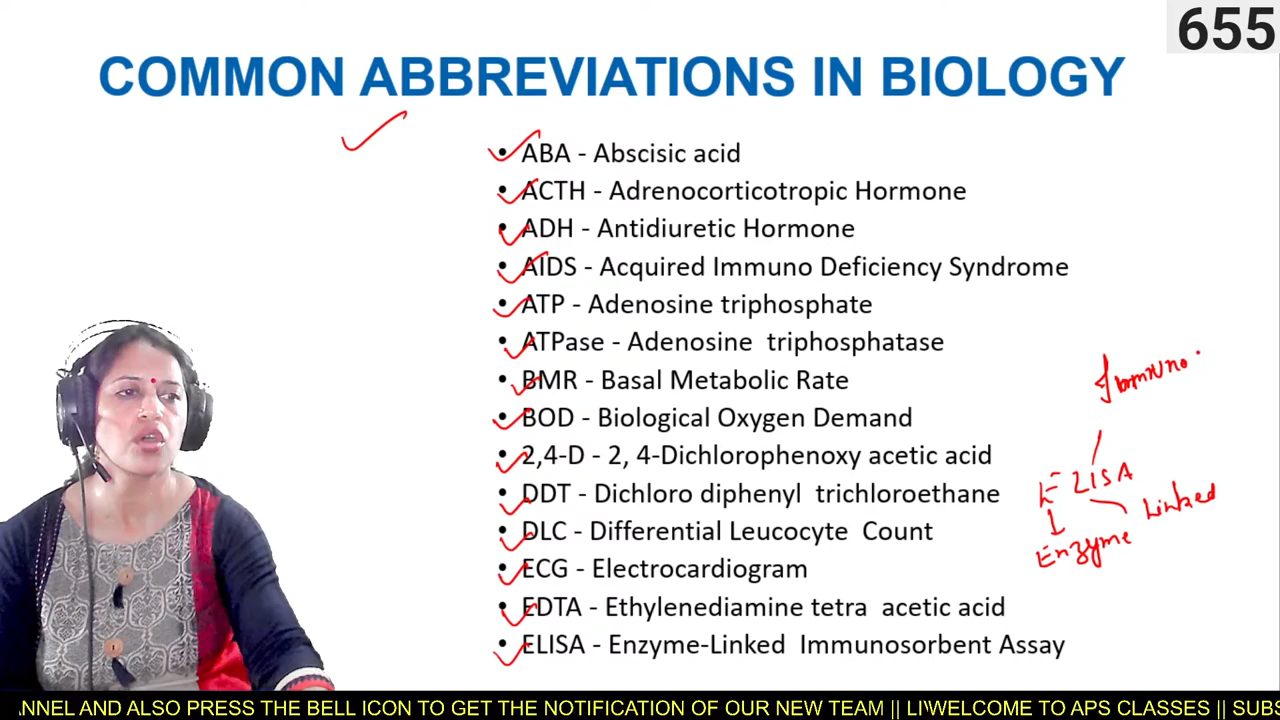 655
COMMON ABBREVIATIONS IN BIOLOGY
• ABA - Abscisic acid
• ACTH - Adrenocorticotropic Hormone
• ADH - Antidiuretic Hormone
• AIDS - Acquired Immuno Deficiency Syndrome
• ATP - Adenosine triphosphate
• ATPase - Adenosine triphosphatase
• BMR - Basal Metabolic Rate
• BOD - Biological Oxygen Demand
• 2,4-D - 2, 4-Dichlorophenoxy acetic acid
• DDT - Dichloro diphenyl trichloroethane
• DLC - Differential Leucocyte Count
• ECG - Electrocardiogram
• EDTA - Ethylenediamine tetra acetic acid
• ELISA - Enzyme-Linked Immunosorbent Assay
Immuno
ELISA
Linked
Enzyme
NNEL AND ALSO PRESS THE BELL ICON TO GET THE NOTIFICATION OF OUR NEW TEAM || LI\WELCOME TO APS CLASSES || SUBS